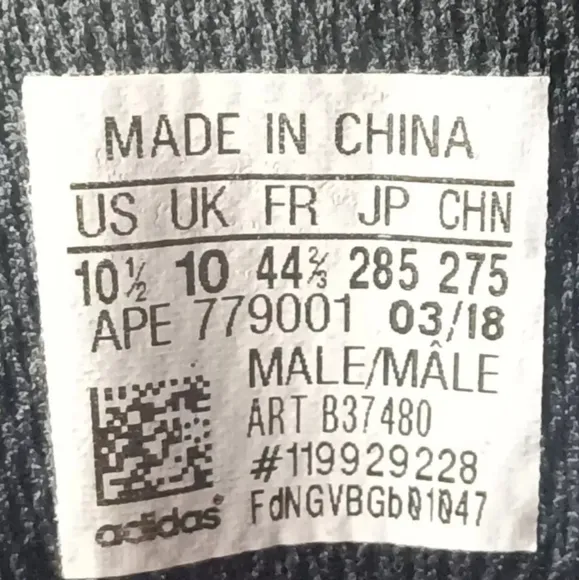 MADE IN CHINA
US UK FR JP CHN
10½ 10 44⅔ 285 275
APE 779001 03/18
MALE/MÂLE
ART B37480
#119929228
FdNGVBGb01047
adidas